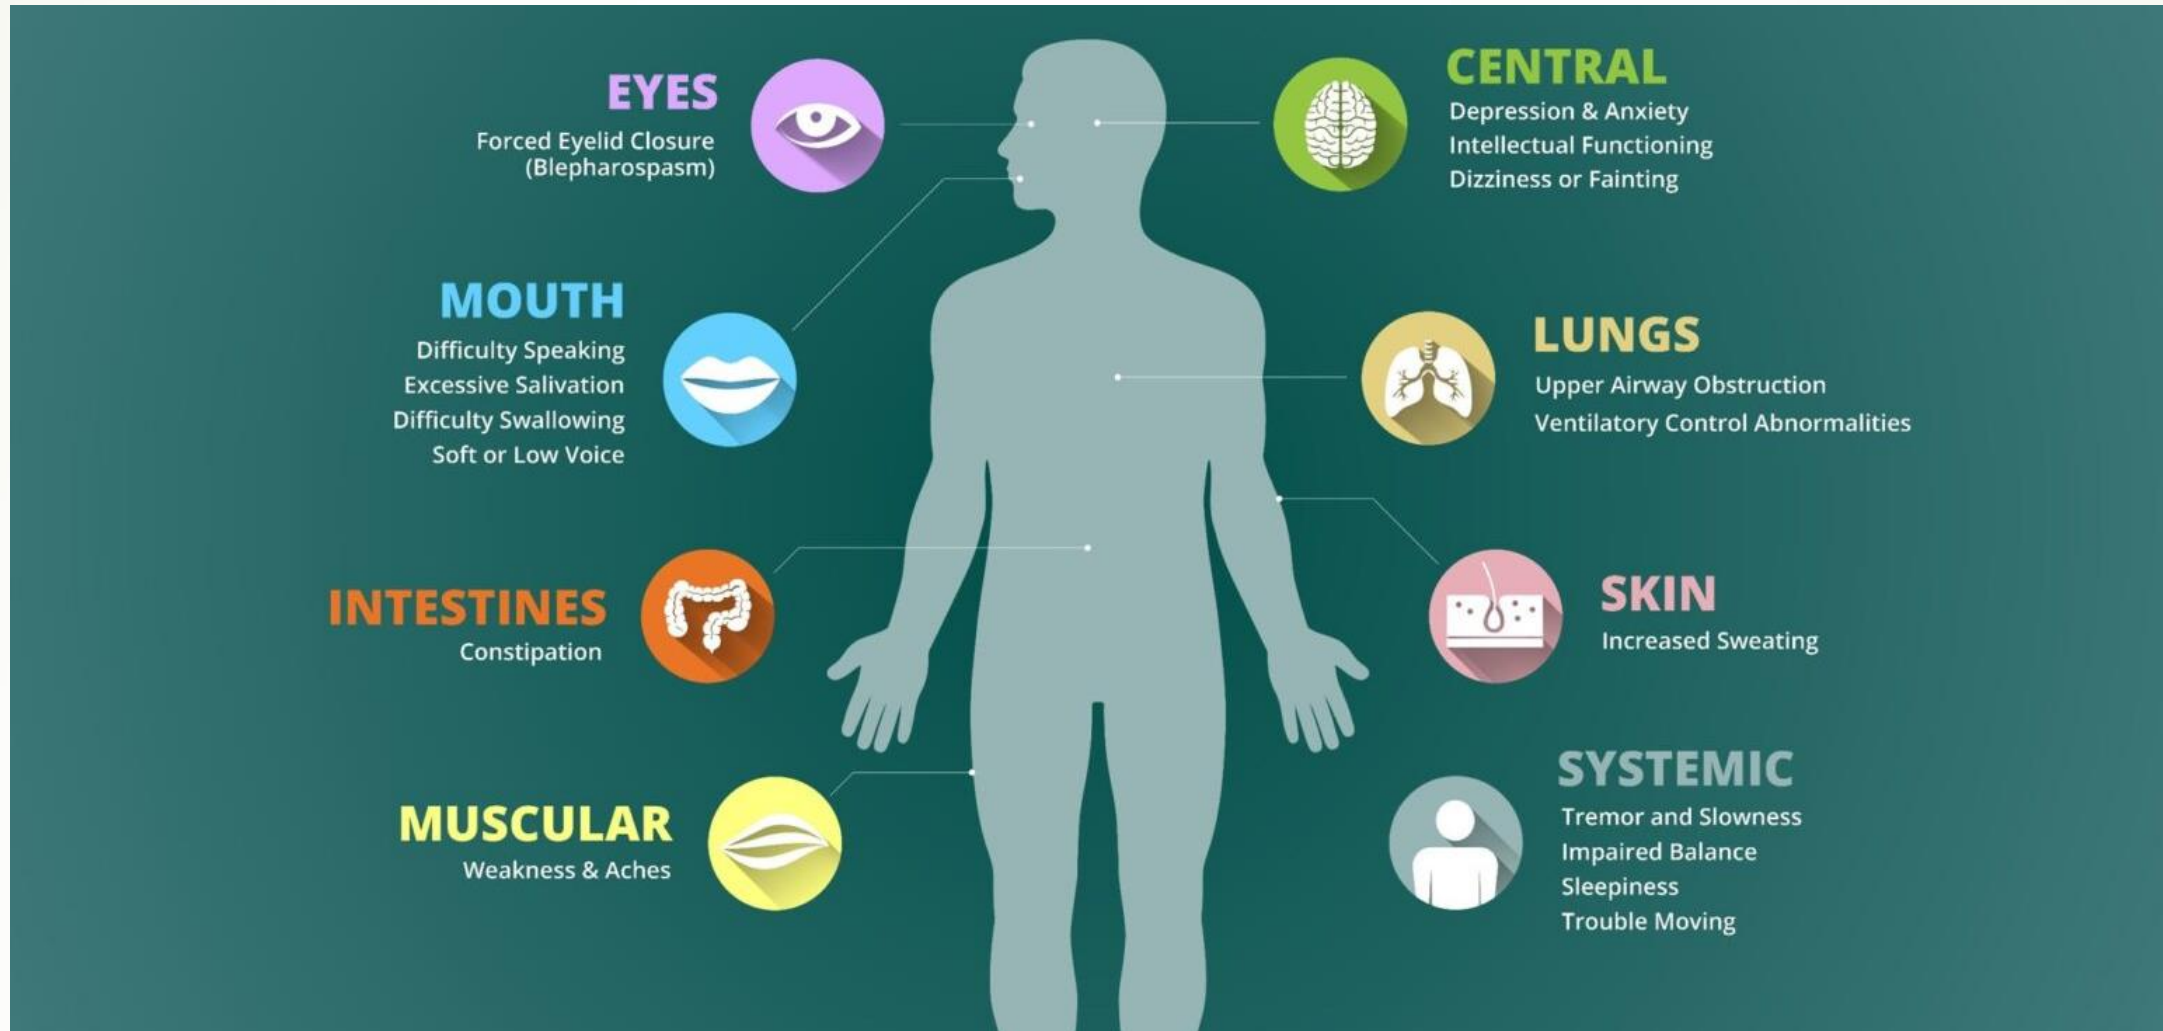 EYES
Forced Eyelid Closure
(Blepharospasm)
MOUTH
Difficulty Speaking
Excessive Salivation
Difficulty Swallowing
Soft or Low Voice
INTESTINES
Constipation
MUSCULAR
Weakness & Aches
CENTRAL
Depression & Anxiety
Intellectual Functioning
Dizziness or Fainting
LUNGS
Upper Airway Obstruction
Ventilatory Control Abnormalities
SKIN
Increased Sweating
SYSTEMIC
Tremor and Slowness
Impaired Balance
Sleepiness
Trouble Moving